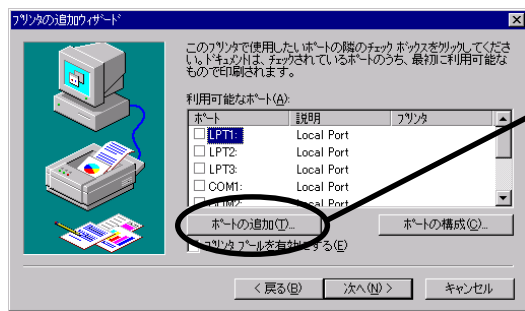 プリンタの追加ウィザード
このプリンタで使用したいポートの隣のチェック ボックスをクリックしてくださ
い。ドキュメントは、チェックされているポートのうち、最初に利用可能な
もので印刷されます。
利用可能なポート(A):
ポート 説明 プリンタ
LPT1: Local Port
LPT2: Local Port
LPT3: Local Port
COM1: Local Port
COM2: Local Port
ポートの追加(T)... ポートの構成(C)...
プリンタ プールを有効にする(E)
< 戻る(B) 次へ(N) > キャンセル